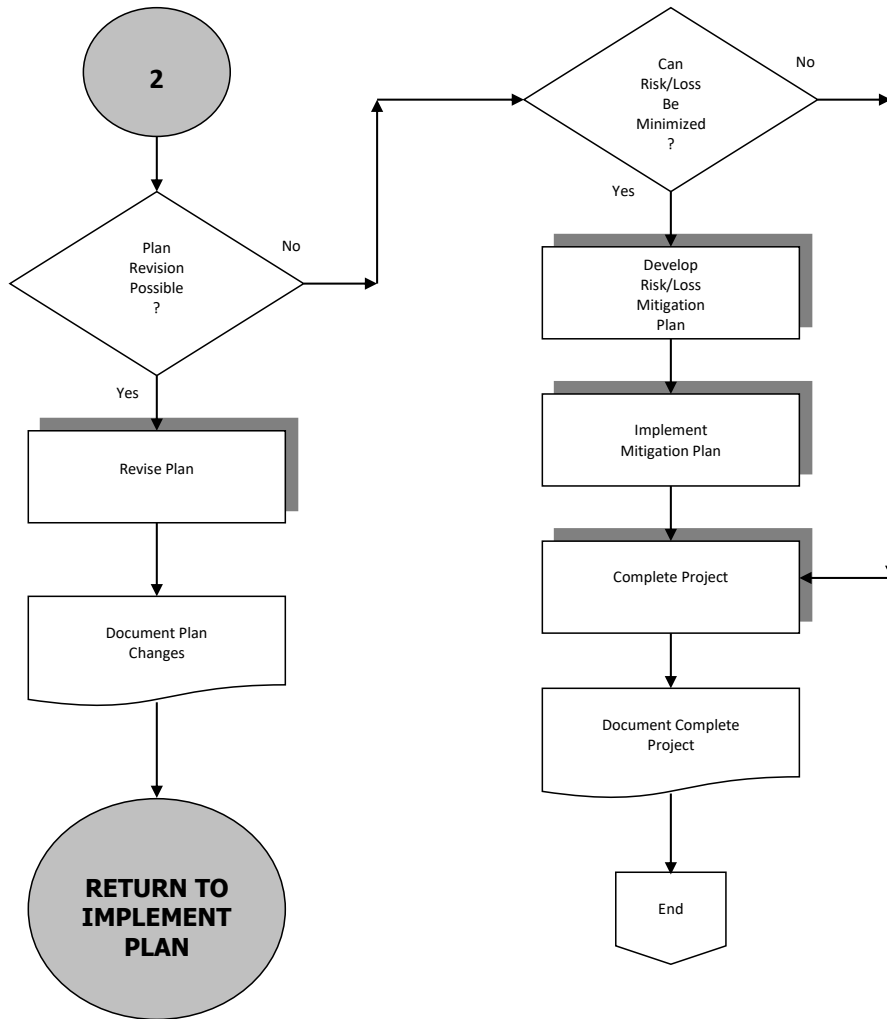 2
Plan
Revision
Possible
?
No
Yes
Revise Plan
Document Plan
Changes
RETURN TO
IMPLEMENT
PLAN
Can
Risk/Loss
Be
Minimized
?
No
Yes
Develop
Risk/Loss
Mitigation
Plan
Implement
Mitigation Plan
Complete Project
Document Complete
Project
End